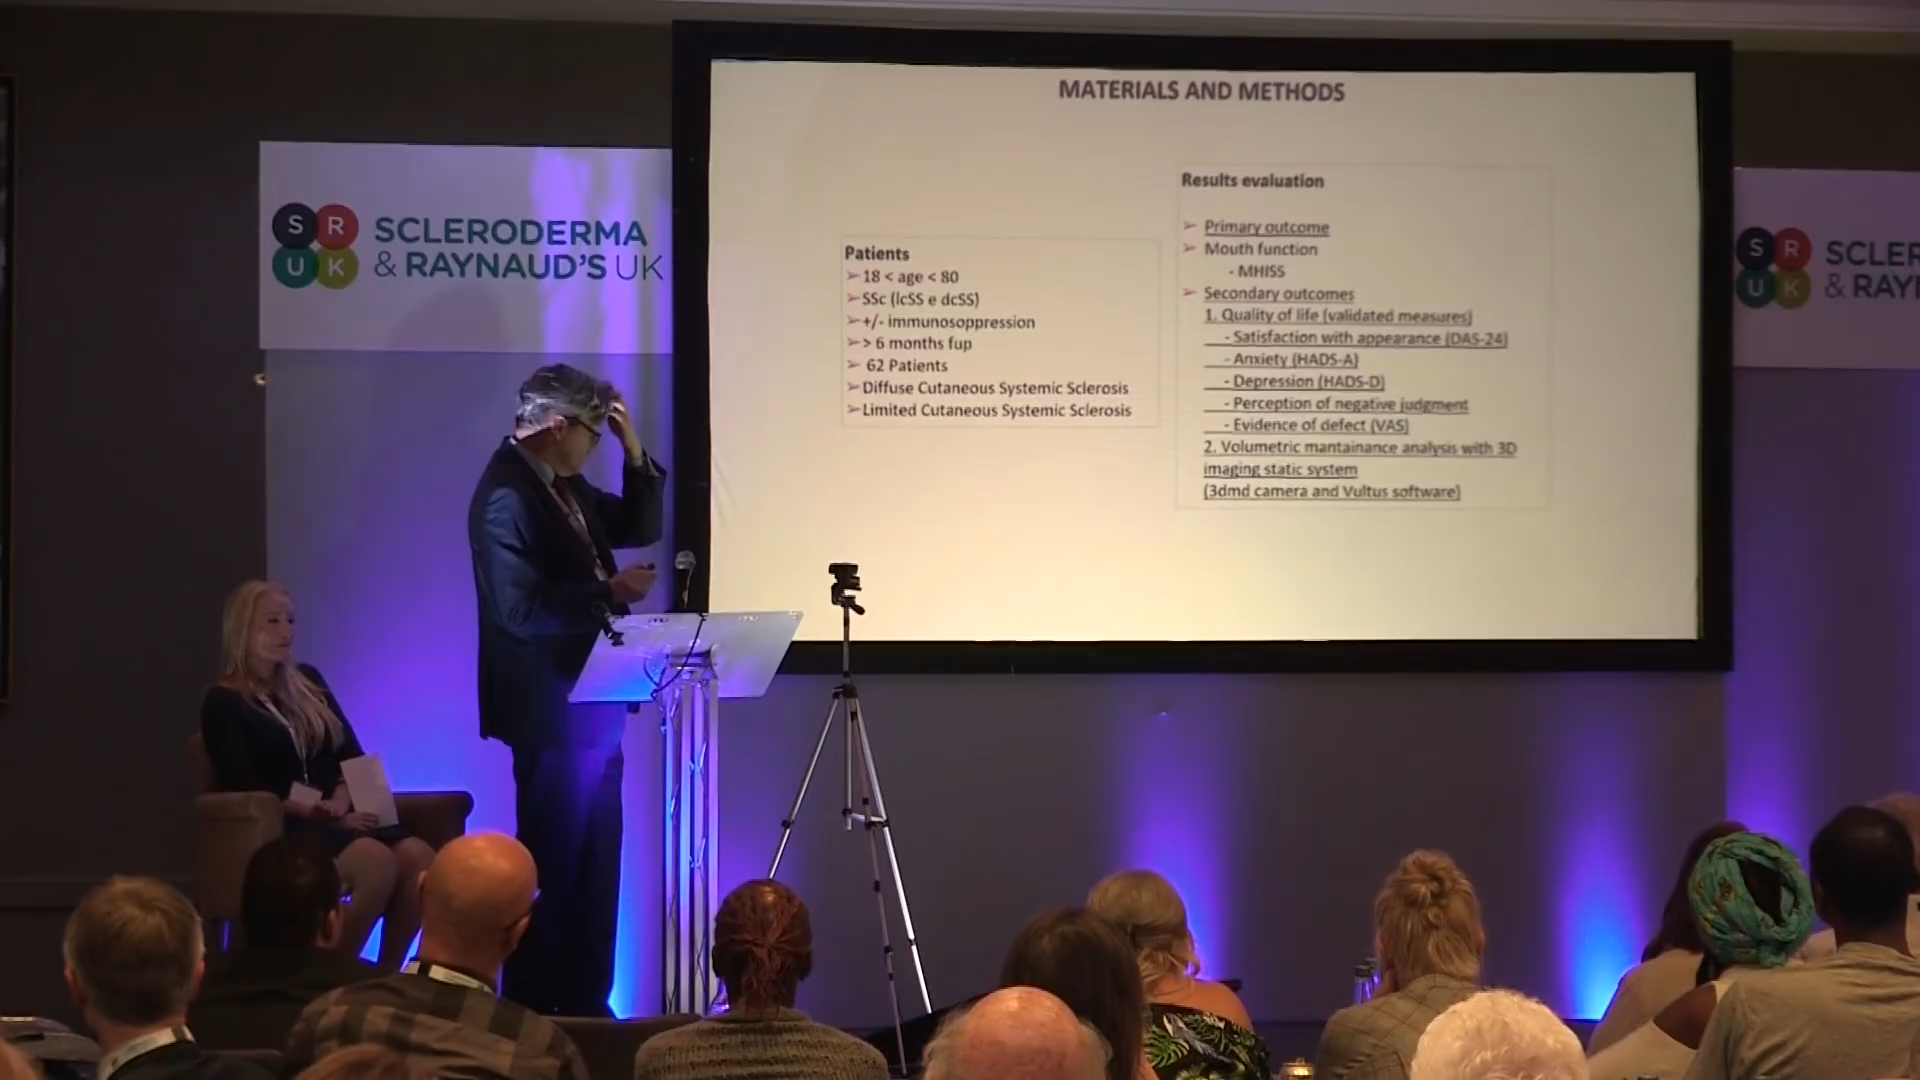 MATERIALS AND METHODS
S R
U K
SCLERODERMA
& RAYNAUD'S UK
Patients
➢ 18 < age < 80
➢ SSc (lcSS e dcSS)
➢ +/- immunosoppression
➢ > 6 months fup
➢ 62 Patients
➢ Diffuse Cutaneous Systemic Sclerosis
➢ Limited Cutaneous Systemic Sclerosis
Results evaluation
➢ Primary outcome
➢ Mouth function
- MHISS
➢ Secondary outcomes
1. Quality of life (validated measures)
- Satisfaction with appearance (DAS-24)
- Anxiety (HADS-A)
- Depression (HADS-D)
- Perception of negative judgment
- Evidence of defect (VAS)
2. Volumetric mantainance analysis with 3D
imaging static system
(3dmd camera and Vultus software)
S R
U K
SCLER
& RAY